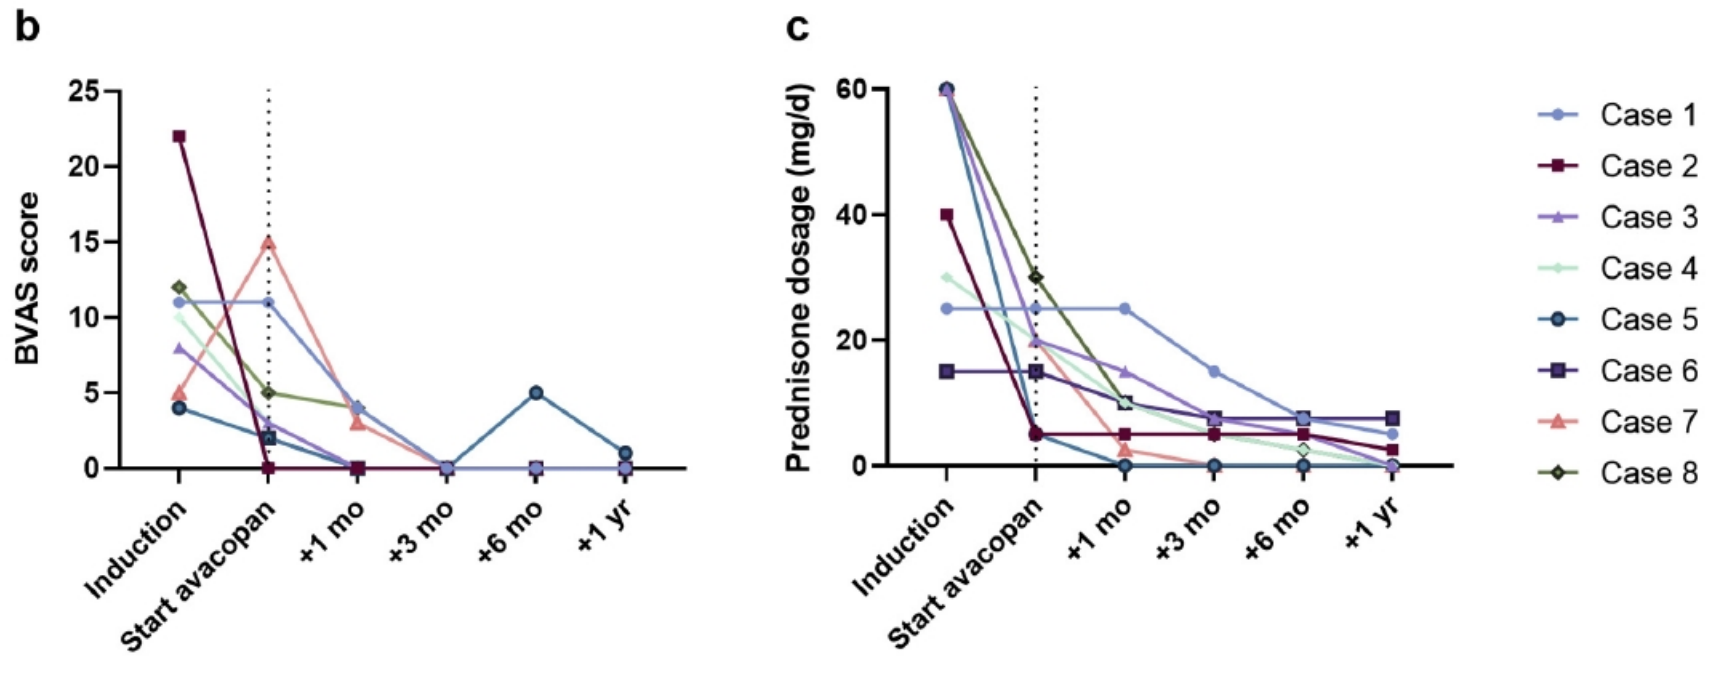 b
BVAS score
25
20
15
10
5
0
Induction
Start avacopan
+1 mo
+3 mo
+6 mo
+1 yr
c
Prednisone dosage (mg/d)
60
40
20
0
Induction
Start avacopan
+1 mo
+3 mo
+6 mo
+1 yr
Case 1
Case 2
Case 3
Case 4
Case 5
Case 6
Case 7
Case 8